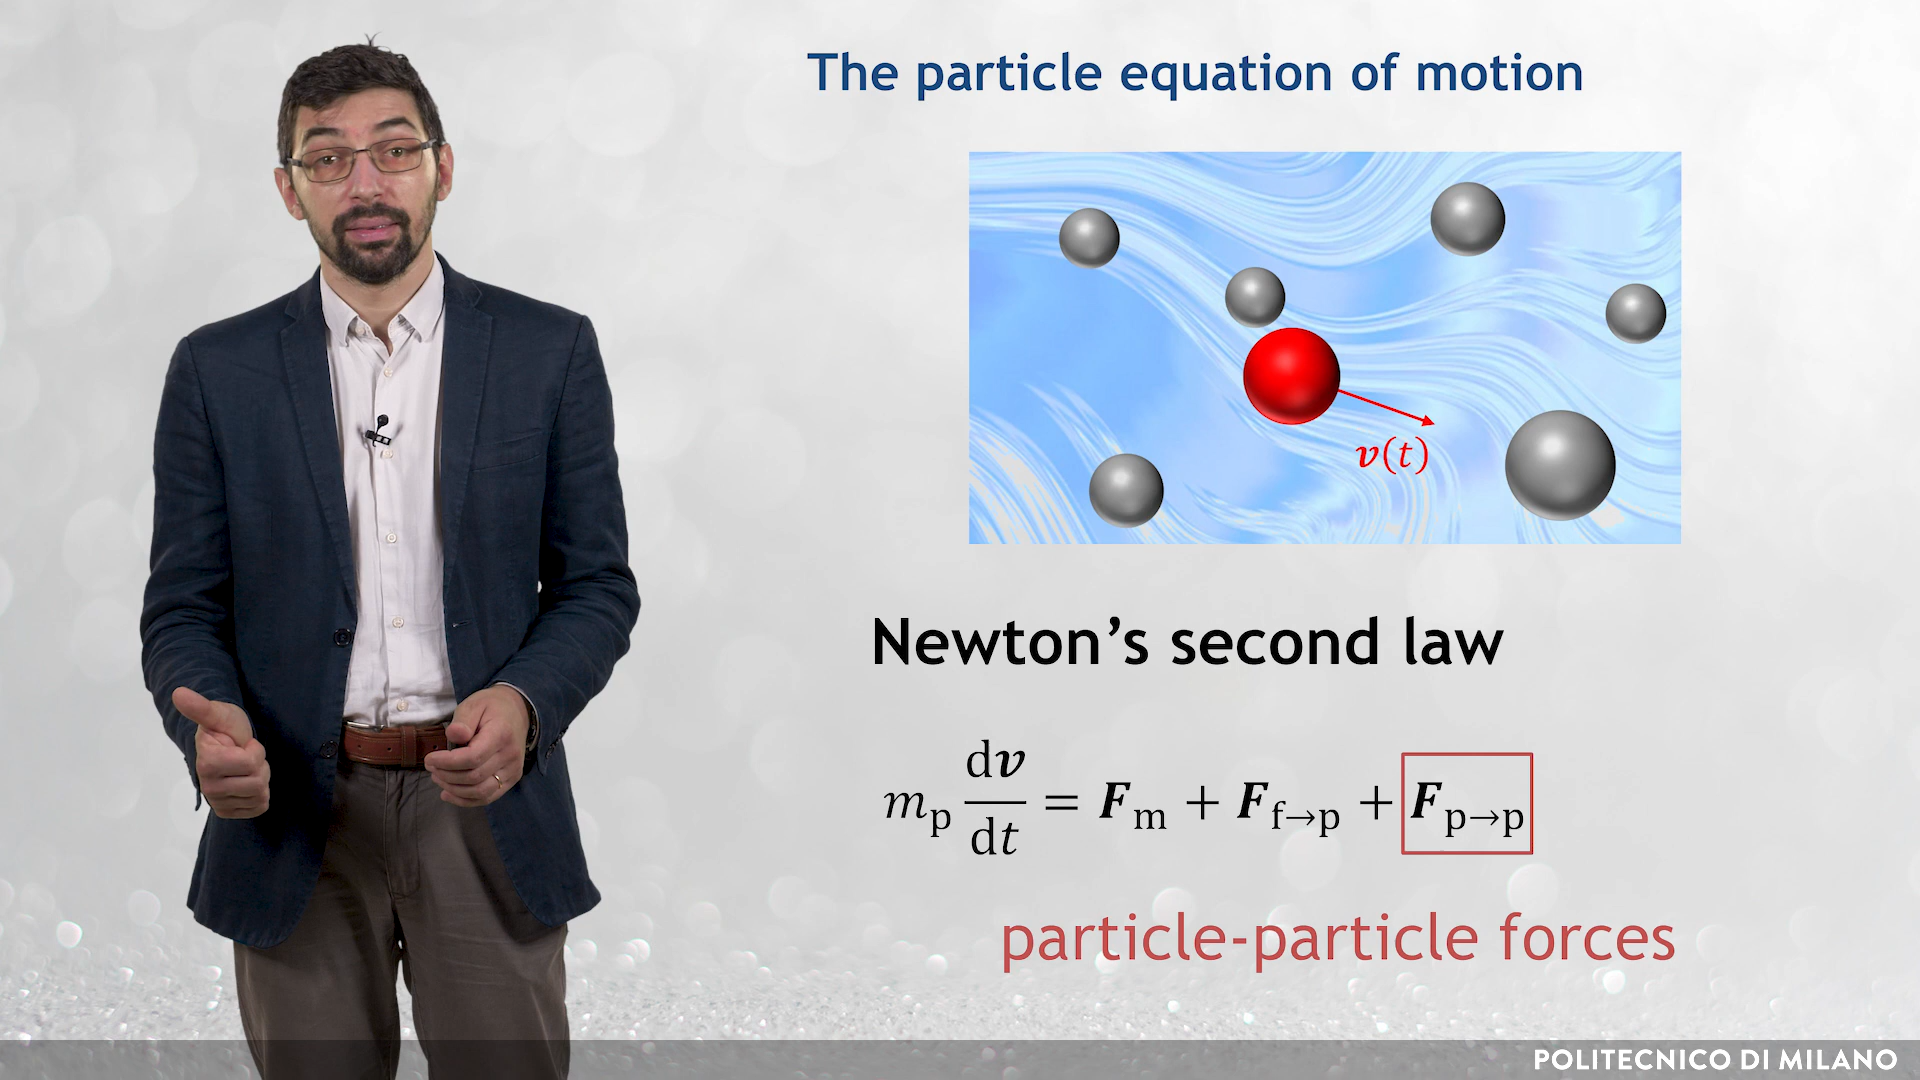 The particle equation of motion
𝒗(t)
Newton’s second law
m_p d𝒗/dt = 𝑭_m + 𝑭_f→p + 𝑭_p→p
particle-particle forces
POLITECNICO DI MILANO